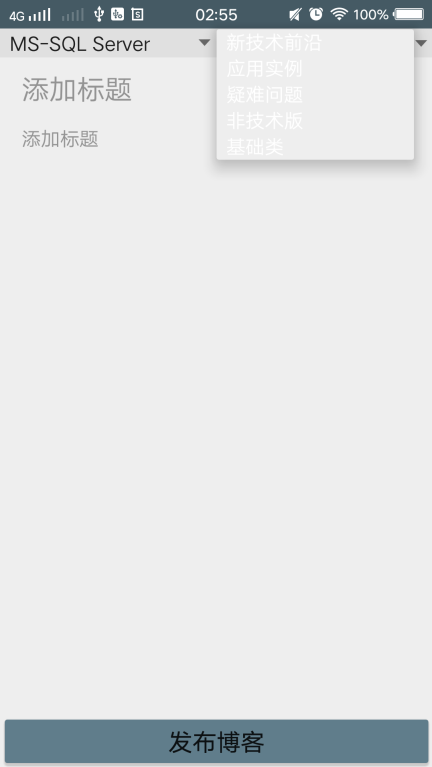 4G 02:55 100%
MS-SQL Server
新技术前沿
应用实例
疑难问题
非技术版
基础类
添加标题
添加标题
发布博客